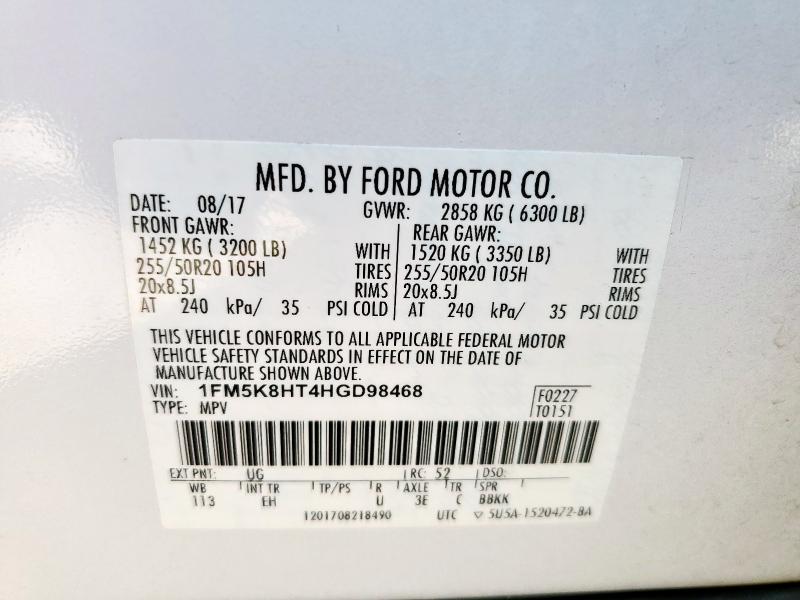 MFD. BY FORD MOTOR CO.
DATE: 08/17 GVWR: 2858 KG ( 6300 LB)
FRONT GAWR: REAR GAWR:
1452 KG ( 3200 LB) WITH 1520 KG ( 3350 LB) WITH
255/50R20 105H TIRES 255/50R20 105H TIRES
20x8.5J RIMS 20x8.5J RIMS
AT 240 kPa/ 35 PSI COLD AT 240 kPa/ 35 PSI COLD
THIS VEHICLE CONFORMS TO ALL APPLICABLE FEDERAL MOTOR
VEHICLE SAFETY STANDARDS IN EFFECT ON THE DATE OF
MANUFACTURE SHOWN ABOVE.
VIN: 1FM5K8HT4HGD98468 F0227
TYPE: MPV T0151
EXT PNT: UG RC: 52 DSO:
WB INT TR TP/PS R AXLE TR SPR
113 EH U 3E C BBKK
1201708218490 UTC ▽ 5U5A-1520472-BA